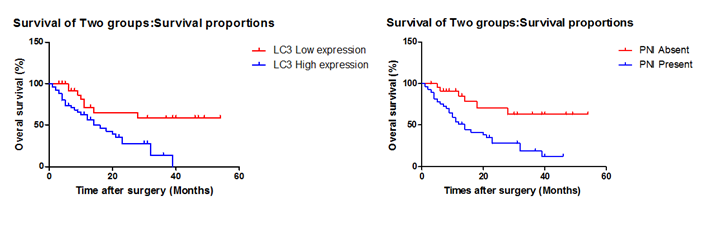 Survival of Two groups:Survival proportions
150
100
50
0
Overal survival (%)
LC3 Low expression
LC3 High expression
0 20 40 60
Time after surgery (Months)
Survival of Two groups:Survival proportions
150
100
50
0
Overal survival (%)
PNI Absent
PNI Present
0 20 40 60
Times after surgery (Months)